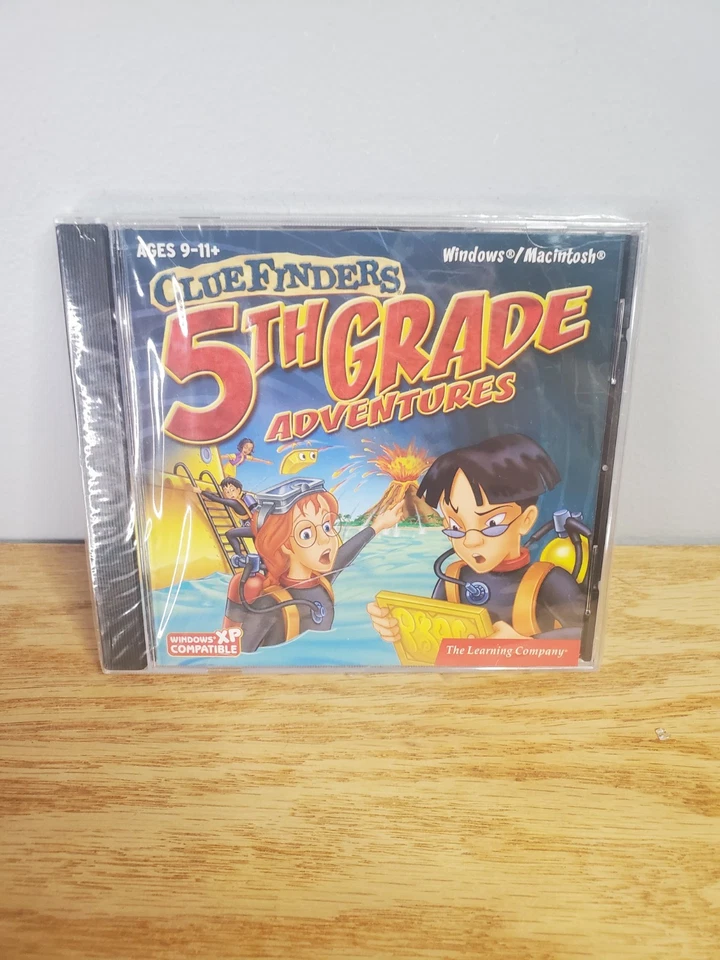 AGES 9-11+
Windows®/Macintosh®
CLUEFINDERS
5TH GRADE
ADVENTURES
WINDOWS® XP
COMPATIBLE
The Learning Company®